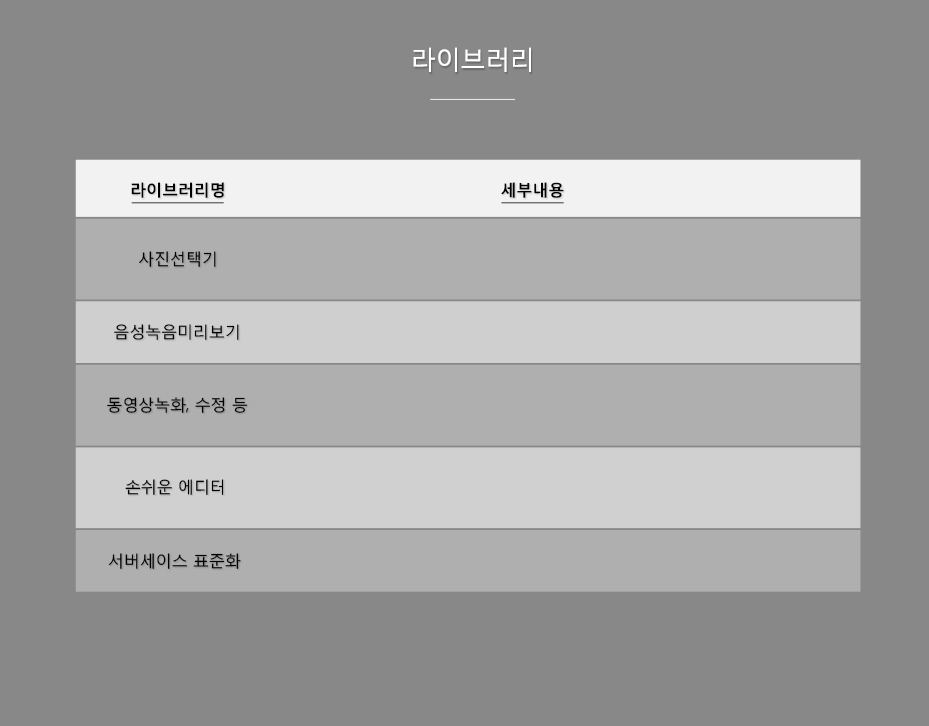 라이브러리
라이브러리명 세부내용
사진선택기
음성녹음미리보기
동영상녹화, 수정 등
손쉬운 에디터
서버세이스 표준화